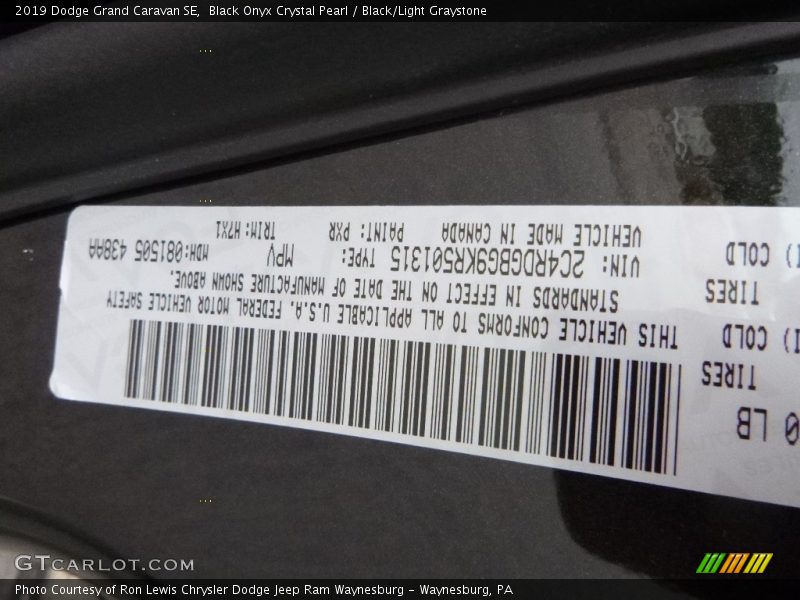 2019 Dodge Grand Caravan SE,  Black Onyx Crystal Pearl / Black/Light Graystone
0 LB
TIRES
I) COLD
TIRES
I) COLD
THIS VEHICLE CONFORMS TO ALL APPLICABLE U.S.A. FEDERAL MOTOR VEHICLE SAFETY
STANDARDS IN EFFECT ON THE DATE OF MANUFACTURE SHOWN ABOVE.
VIN: 2C4RDGBG9KR501315 TYPE: MPV MDH:081505 438AA
VEHICLE MADE IN CANADA PAINT: PXR TRIM: H7X1
GTCARLOT.COM
Photo Courtesy of Ron Lewis Chrysler Dodge Jeep Ram Waynesburg - Waynesburg, PA